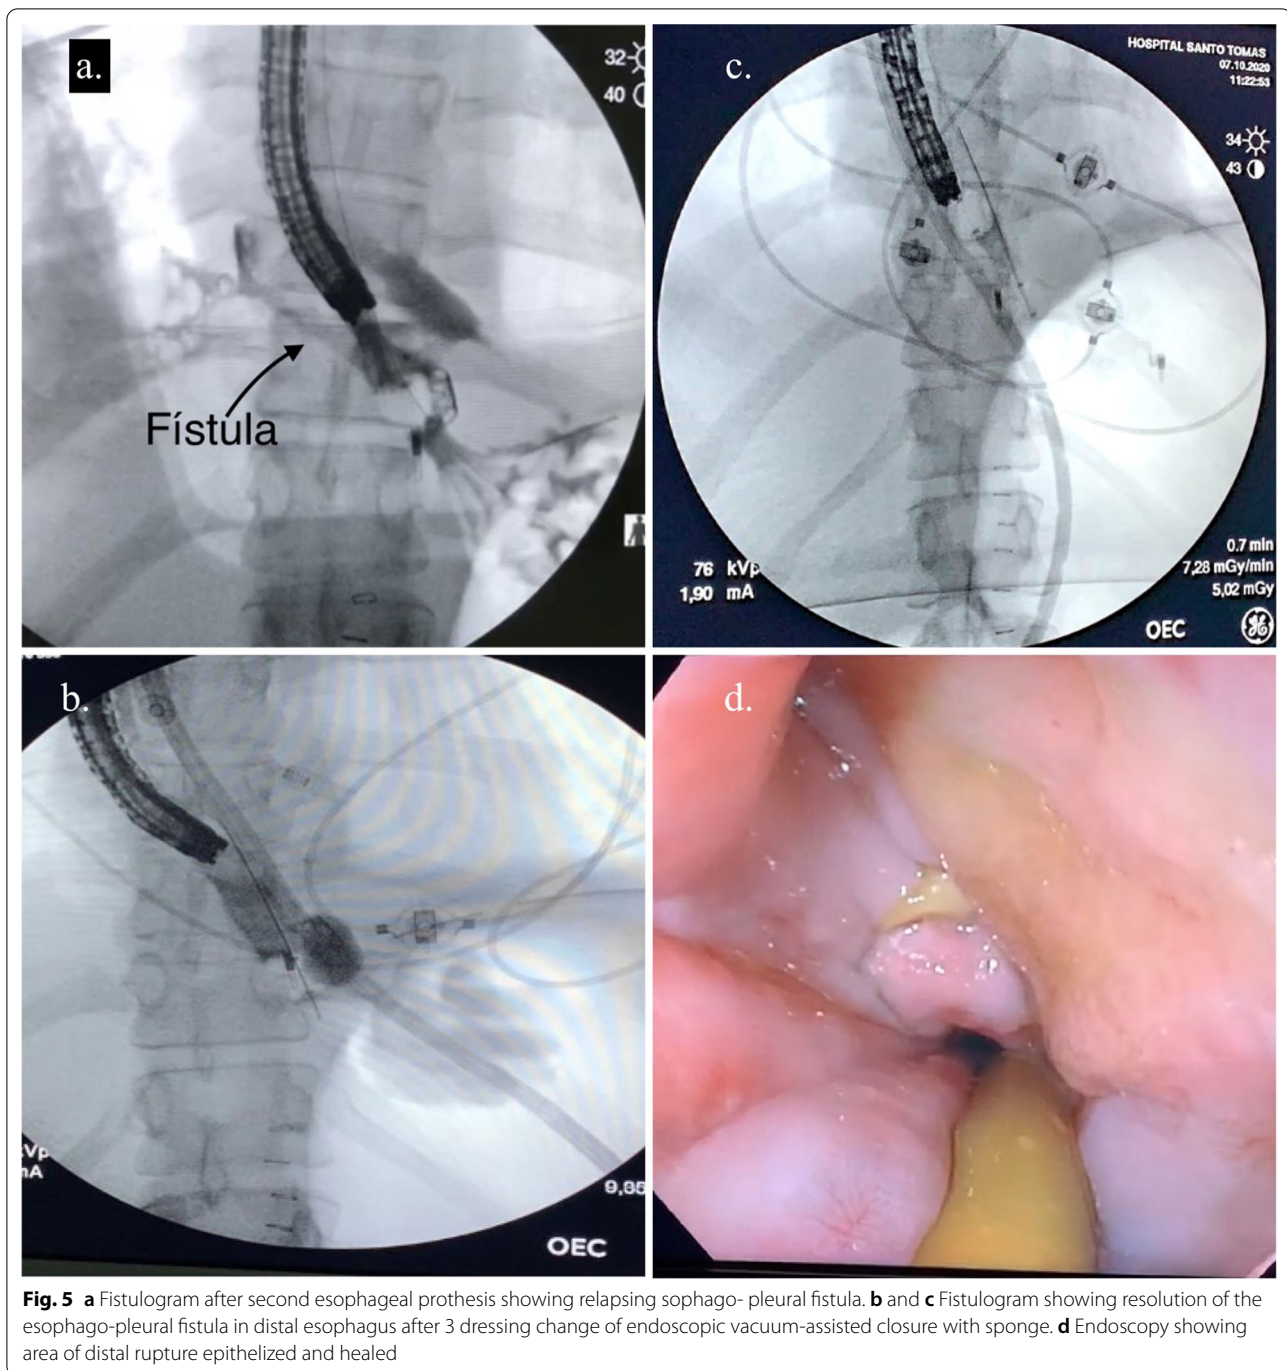 a.
32
40
Fístula
c.
HOSPITAL SANTO TOMAS
07.10.2020
11:22:53
34
43
76 kVp
1,90 mA
0.7 min
7,28 mGy/min
5,02 mGy
OEC
GE
b.
kVp
mA
9,85
OEC
d.
Fig. 5 a Fistulogram after second esophageal prothesis showing relapsing sophago- pleural fistula. b and c Fistulogram showing resolution of the
esophago-pleural fistula in distal esophagus after 3 dressing change of endoscopic vacuum-assisted closure with sponge. d Endoscopy showing
area of distal rupture epithelized and healed